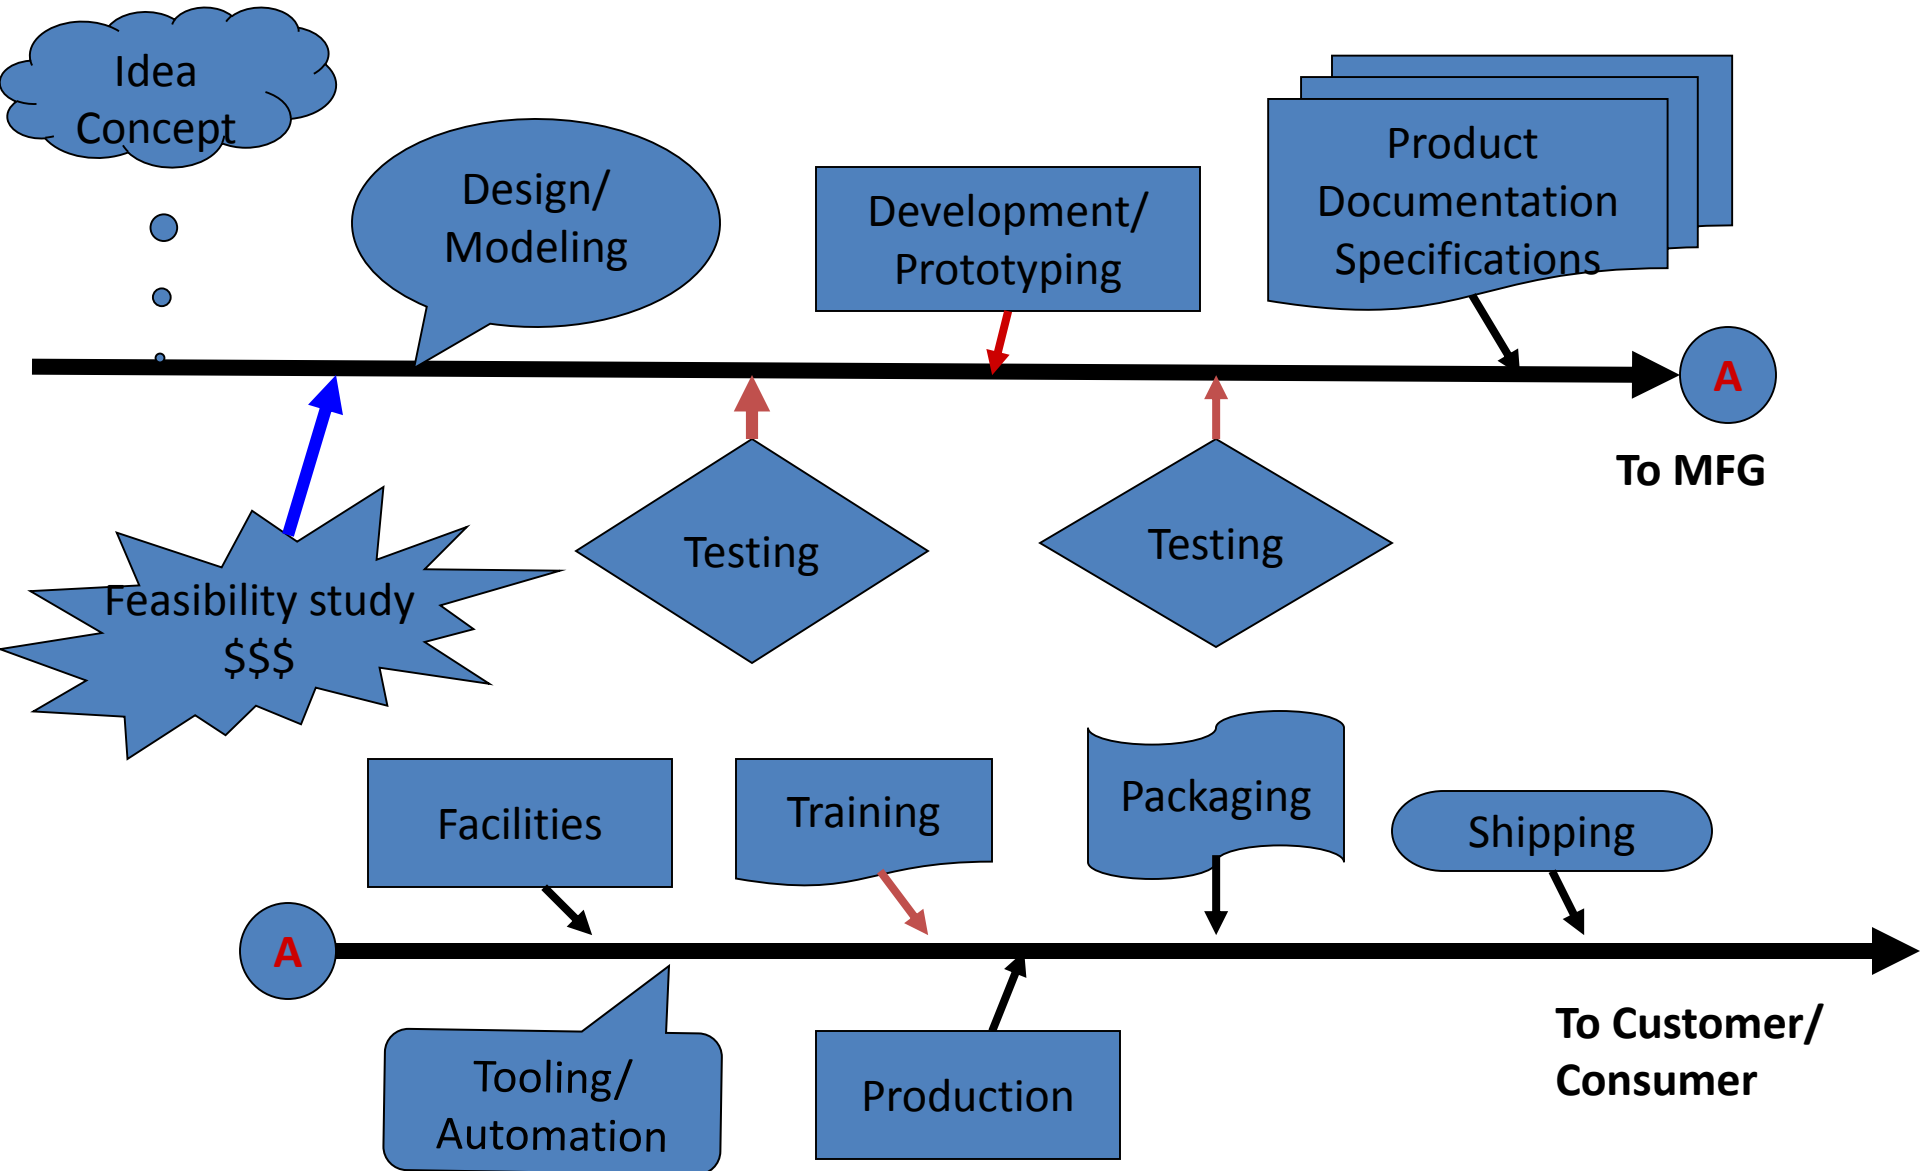 Idea
Concept
Design/
Modeling
Development/
Prototyping
Product
Documentation
Specifications
A
To MFG
Feasibility study
$$$
Testing
Testing
Facilities
Training
Packaging
Shipping
A
Tooling/
Automation
Production
To Customer/
Consumer